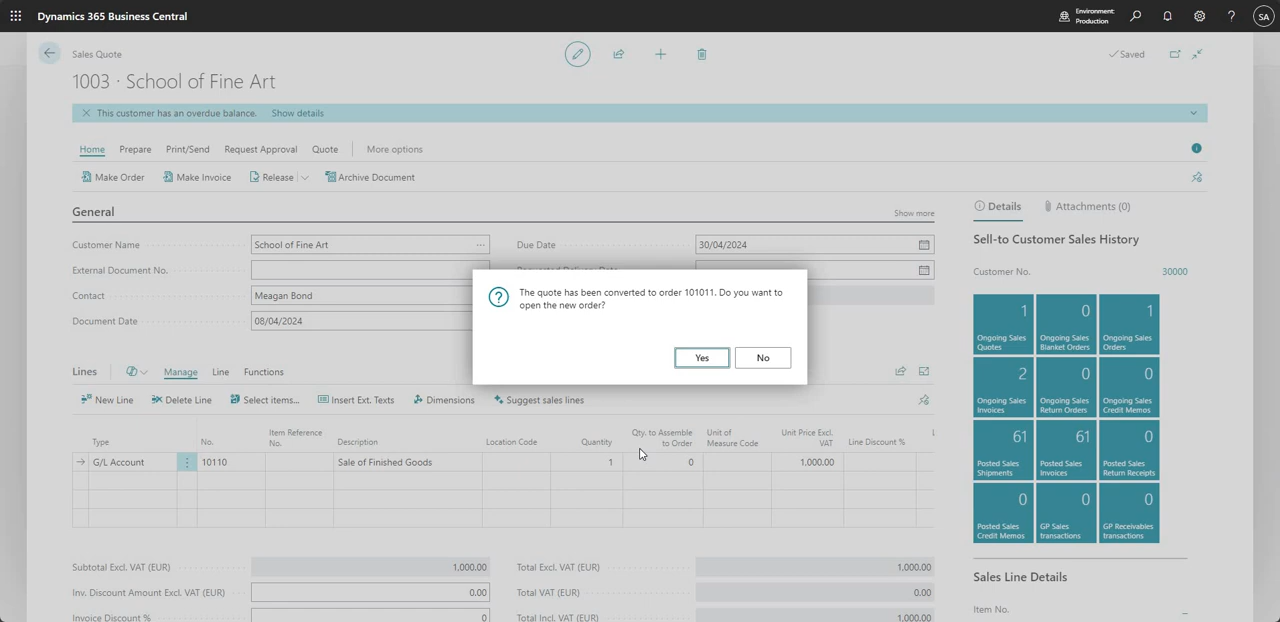 Dynamics 365 Business Central
Environment:
Production
SA
Sales Quote
Saved
1003 · School of Fine Art
This customer has an overdue balance. Show details
Home Prepare Print/Send Request Approval Quote More options
Make Order Make Invoice Release Archive Document
General
Show more
Customer Name School of Fine Art
External Document No.
Contact Meagan Bond
Document Date 08/04/2024
Due Date 30/04/2024
Requested Delivery Date
The quote has been converted to order 101011. Do you want to
open the new order?
Yes No
Lines Manage Line Functions
New Line Delete Line Select items... Insert Ext. Texts Dimensions Suggest sales lines
Type No. Item Reference No. Description Location Code Quantity Qty. to Assemble to Order Unit of Measure Code Unit Price Excl. VAT Line Discount %
G/L Account 10110 Sale of Finished Goods 1 0 1,000.00
Subtotal Excl. VAT (EUR) 1,000.00 Total Excl. VAT (EUR) 1,000.00
Inv. Discount Amount Excl. VAT (EUR) 0.00 Total VAT (EUR) 0.00
Invoice Discount % 0 Total Incl. VAT (EUR) 1,000.00
Details Attachments (0)
Sell-to Customer Sales History
Customer No. 30000
1 Ongoing Sales Quotes
0 Ongoing Sales Blanket Orders
1 Ongoing Sales Orders
2 Ongoing Sales Invoices
0 Ongoing Sales Return Orders
0 Ongoing Sales Credit Memos
61 Posted Sales Shipments
61 Posted Sales Invoices
0 Posted Sales Return Receipts
0 Posted Sales Credit Memos
0 GP Sales transactions
0 GP Receivables transactions
Sales Line Details
Item No. _